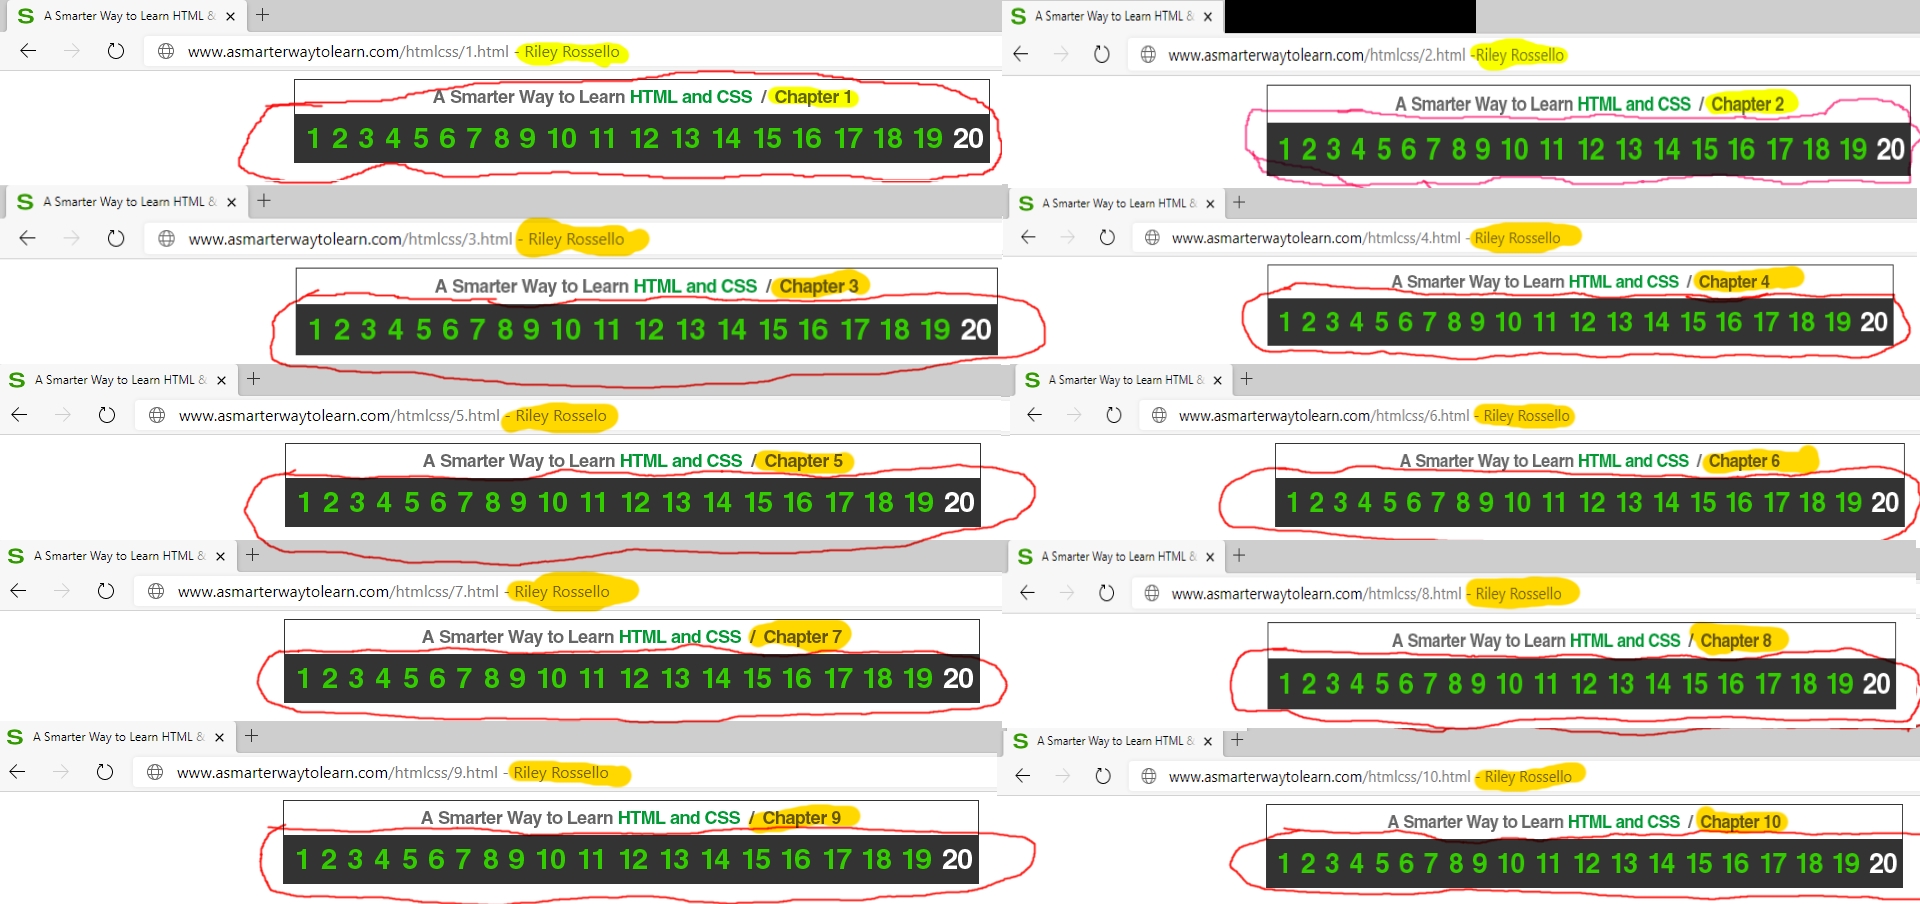 S A Smarter Way to Learn HTML &
www.asmarterwaytolearn.com/htmlcss/1.html - Riley Rossello
A Smarter Way to Learn HTML and CSS / Chapter 1
1 2 3 4 5 6 7 8 9 10 11 12 13 14 15 16 17 18 19 20
S A Smarter Way to Learn HTML &
www.asmarterwaytolearn.com/htmlcss/2.html -Riley Rossello
A Smarter Way to Learn HTML and CSS / Chapter 2
1 2 3 4 5 6 7 8 9 10 11 12 13 14 15 16 17 18 19 20
S A Smarter Way to Learn HTML &
www.asmarterwaytolearn.com/htmlcss/3.html - Riley Rossello
A Smarter Way to Learn HTML and CSS / Chapter 3
1 2 3 4 5 6 7 8 9 10 11 12 13 14 15 16 17 18 19 20
S A Smarter Way to Learn HTML &
www.asmarterwaytolearn.com/htmlcss/4.html -Riley Rossello
A Smarter Way to Learn HTML and CSS / Chapter 4
1 2 3 4 5 6 7 8 9 10 11 12 13 14 15 16 17 18 19 20
S A Smarter Way to Learn HTML &
www.asmarterwaytolearn.com/htmlcss/5.html - Riley Rosselo
A Smarter Way to Learn HTML and CSS / Chapter 5
1 2 3 4 5 6 7 8 9 10 11 12 13 14 15 16 17 18 19 20
S A Smarter Way to Learn HTML &
www.asmarterwaytolearn.com/htmlcss/6.html - Riley Rossello
A Smarter Way to Learn HTML and CSS / Chapter 6
1 2 3 4 5 6 7 8 9 10 11 12 13 14 15 16 17 18 19 20
S A Smarter Way to Learn HTML &
www.asmarterwaytolearn.com/htmlcss/7.html - Riley Rossello
A Smarter Way to Learn HTML and CSS / Chapter 7
1 2 3 4 5 6 7 8 9 10 11 12 13 14 15 16 17 18 19 20
S A Smarter Way to Learn HTML &
www.asmarterwaytolearn.com/htmlcss/8.html - Riley Rossello
A Smarter Way to Learn HTML and CSS / Chapter 8
1 2 3 4 5 6 7 8 9 10 11 12 13 14 15 16 17 18 19 20
S A Smarter Way to Learn HTML &
www.asmarterwaytolearn.com/htmlcss/9.html - Riley Rossello
A Smarter Way to Learn HTML and CSS / Chapter 9
1 2 3 4 5 6 7 8 9 10 11 12 13 14 15 16 17 18 19 20
S A Smarter Way to Learn HTML &
www.asmarterwaytolearn.com/htmlcss/10.html - Riley Rossello
A Smarter Way to Learn HTML and CSS / Chapter 10
1 2 3 4 5 6 7 8 9 10 11 12 13 14 15 16 17 18 19 20